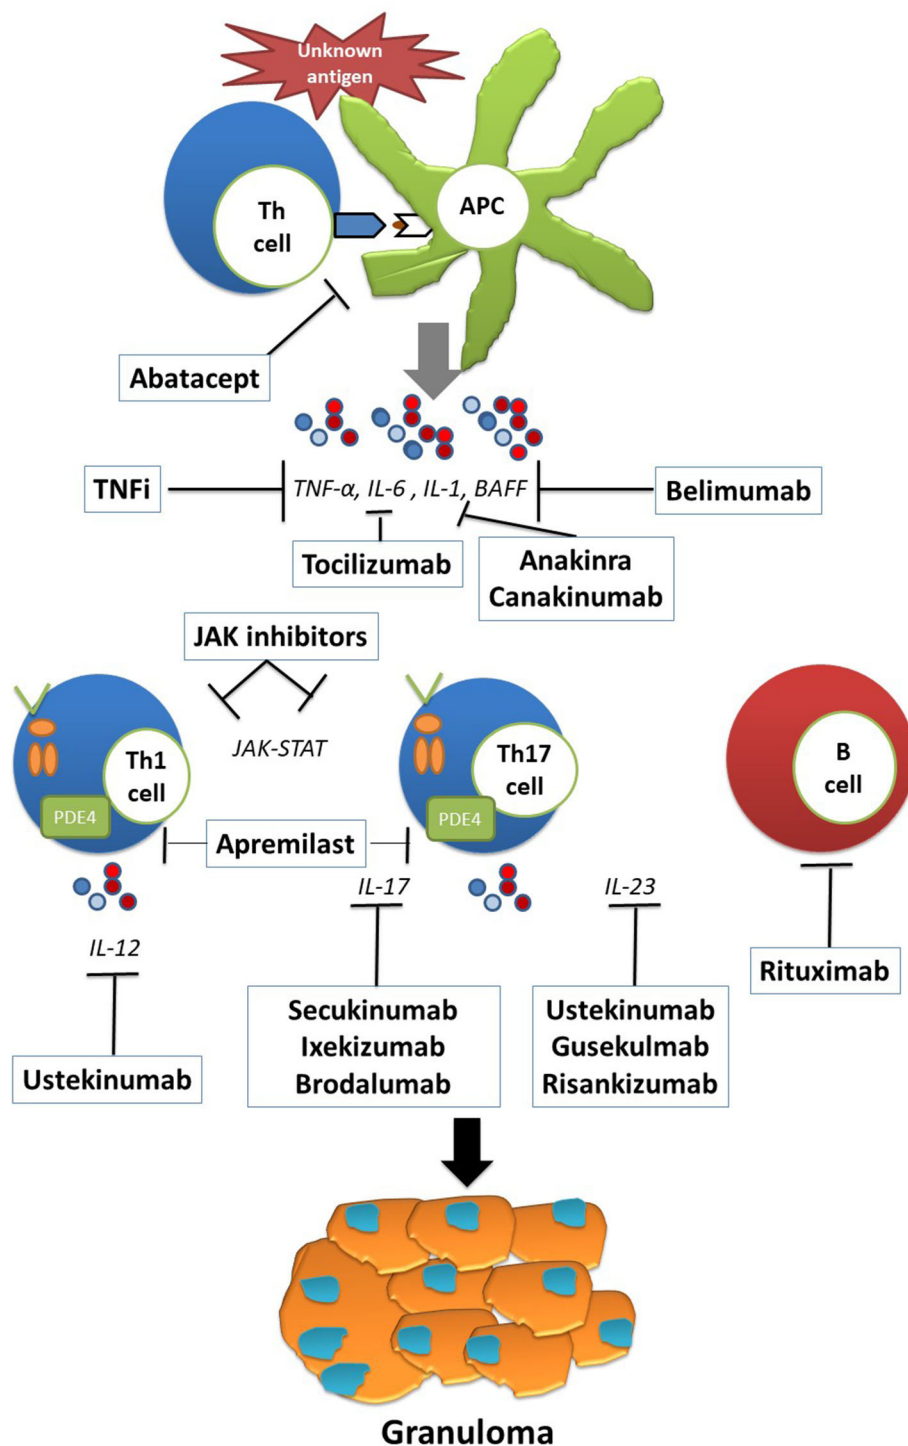 Unknown
antigen
Th
cell
APC
Abatacept
TNFi
TNF-α, IL-6 , IL-1, BAFF
Belimumab
Tocilizumab
Anakinra
Canakinumab
JAK inhibitors
JAK-STAT
Th1
cell
PDE4
Th17
cell
PDE4
B
cell
Apremilast
IL-17
IL-23
IL-12
Rituximab
Secukinumab
Ixekizumab
Brodalumab
Ustekinumab
Gusekulmab
Risankizumab
Ustekinumab
Granuloma